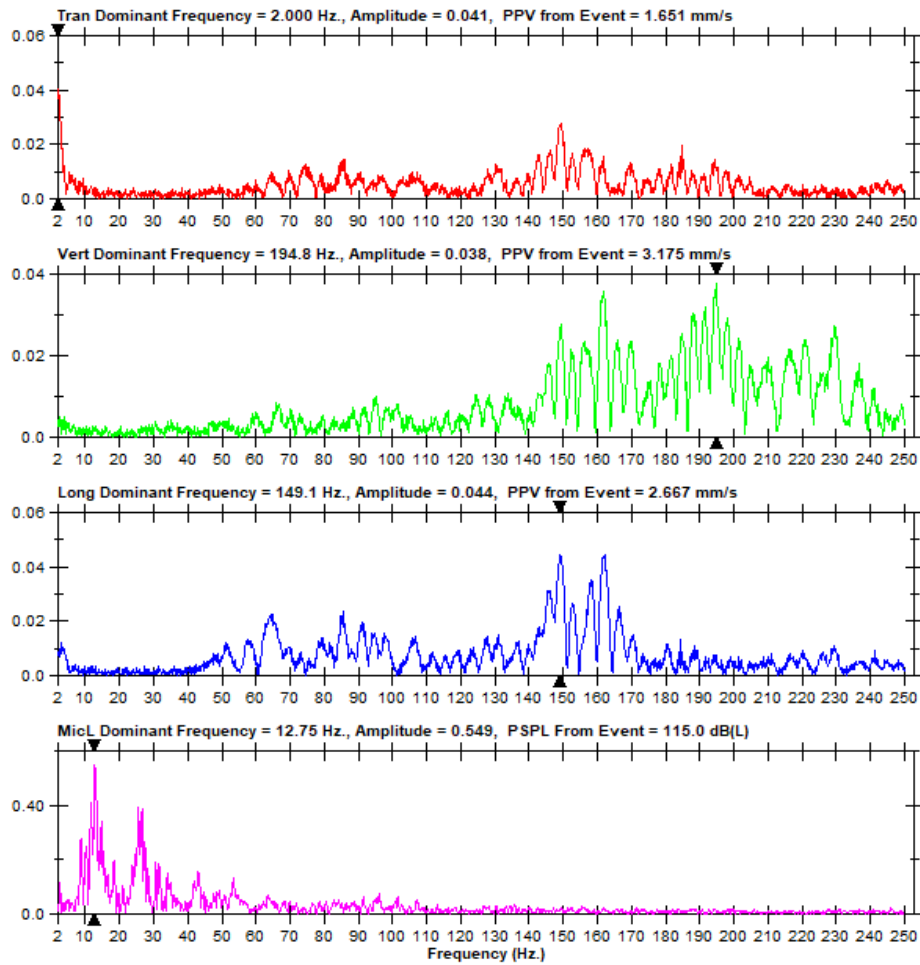 Tran Dominant Frequency = 2.000 Hz., Amplitude = 0.041, PPV from Event = 1.651 mm/s
0.06
0.04
0.02
0.0
2 10 20 30 40 50 60 70 80 90 100 110 120 130 140 150 160 170 180 190 200 210 220 230 240 250
Vert Dominant Frequency = 194.8 Hz., Amplitude = 0.038, PPV from Event = 3.175 mm/s
0.04
0.02
0.0
2 10 20 30 40 50 60 70 80 90 100 110 120 130 140 150 160 170 180 190 200 210 220 230 240 250
Long Dominant Frequency = 149.1 Hz., Amplitude = 0.044, PPV from Event = 2.667 mm/s
0.06
0.04
0.02
0.0
2 10 20 30 40 50 60 70 80 90 100 110 120 130 140 150 160 170 180 190 200 210 220 230 240 250
MicL Dominant Frequency = 12.75 Hz., Amplitude = 0.549, PSPL From Event = 115.0 dB(L)
0.40
0.0
2 10 20 30 40 50 60 70 80 90 100 110 120 130 140 150 160 170 180 190 200 210 220 230 240 250
Frequency (Hz.)